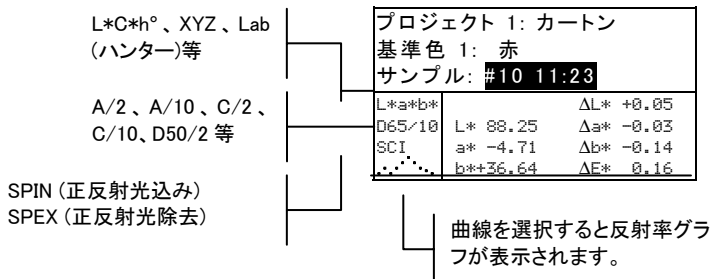 L*C*h°、XYZ、Lab
(ハンター)等
A/2、A/10、C/2、
C/10、D50/2 等
SPIN (正反射光込み)
SPEX (正反射光除去)
プロジェクト 1: カートン
基準色 1: 赤
サンプル: #10 11:23
L*a*b* ΔL* +0.05
D65/10 L* 88.25 Δa* -0.03
SCI a* -4.71 Δb* -0.14
b*+36.64 ΔE* 0.16
曲線を選択すると反射率グラ
フが表示されます。